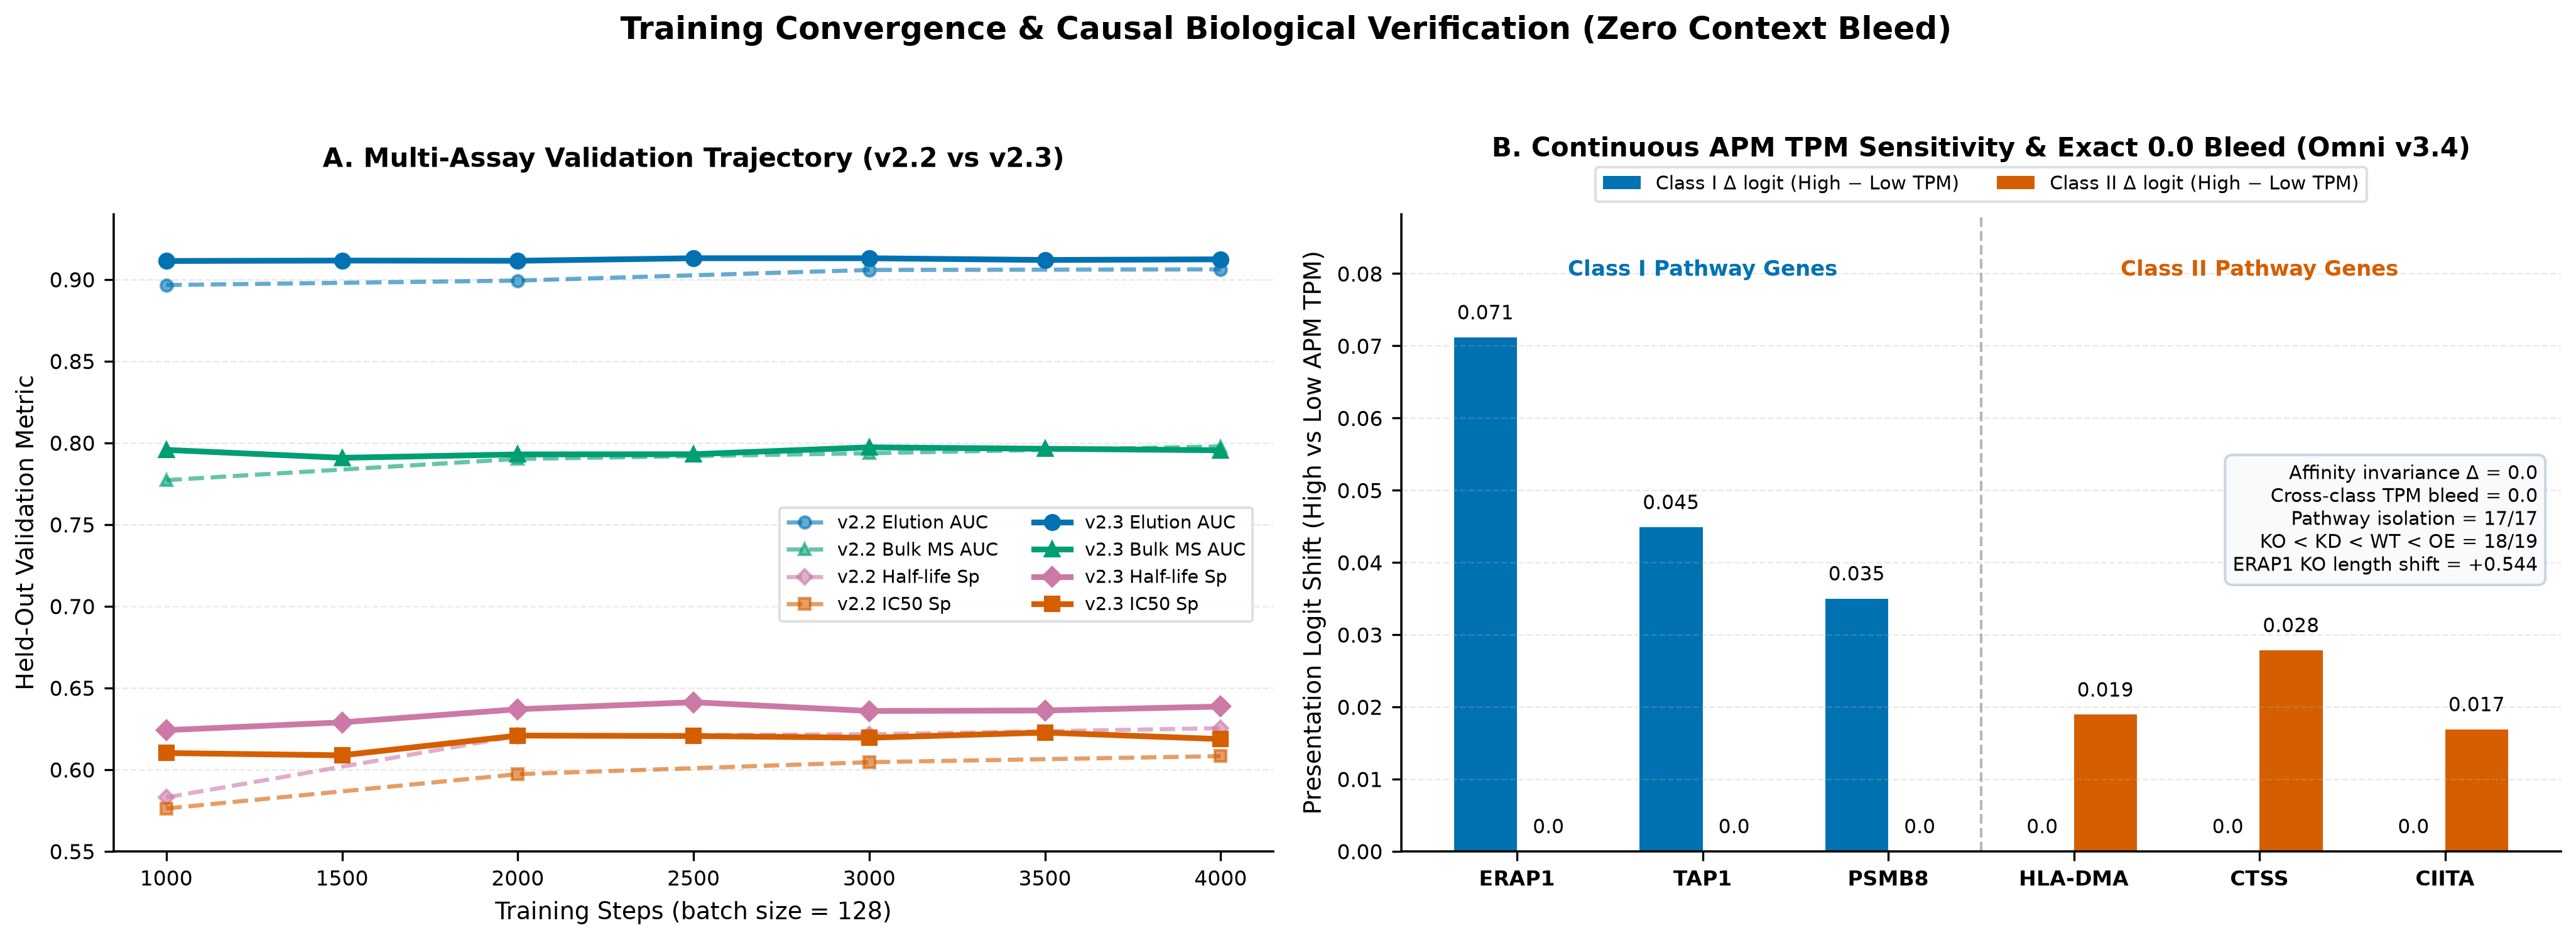 Training Convergence & Causal Biological Verification (Zero Context Bleed)
A. Multi-Assay Validation Trajectory (v2.2 vs v2.3)
Held-Out Validation Metric
0.90
0.85
0.80
0.75
0.70
0.65
0.60
0.55
v2.2 Elution AUC
v2.2 Bulk MS AUC
v2.2 Half-life Sp
v2.2 IC50 Sp
v2.3 Elution AUC
v2.3 Bulk MS AUC
v2.3 Half-life Sp
v2.3 IC50 Sp
1000 1500 2000 2500 3000 3500 4000
Training Steps (batch size = 128)
B. Continuous APM TPM Sensitivity & Exact 0.0 Bleed (Omni v3.4)
Class I Δ logit (High − Low TPM)
Class II Δ logit (High − Low TPM)
Presentation Logit Shift (High vs Low APM TPM)
0.08
0.07
0.06
0.05
0.04
0.03
0.02
0.01
0.00
Class I Pathway Genes
Class II Pathway Genes
0.071
0.0
0.045
0.0
0.035
0.0
0.0
0.019
0.0
0.028
0.0
0.017
Affinity invariance Δ = 0.0
Cross-class TPM bleed = 0.0
Pathway isolation = 17/17
KO < KD < WT < OE = 18/19
ERAP1 KO length shift = +0.544
ERAP1 TAP1 PSMB8 HLA-DMA CTSS CIITA